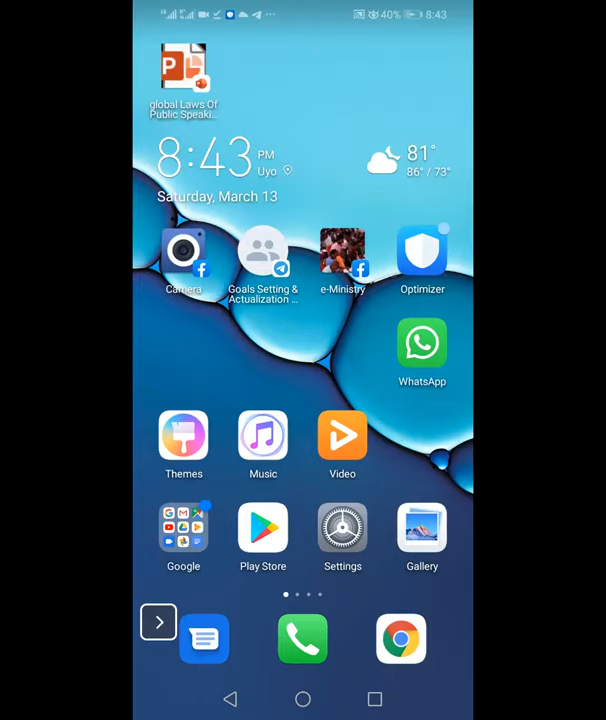 40% 8:43
global Laws Of
Public Speaki...
8:43 PM
Uyo
81°
86° / 73°
Saturday, March 13
Camera
Goals Setting &
Actualization ...
e-Ministry
Optimizer
WhatsApp
Themes
Music
Video
Google
Play Store
Settings
Gallery